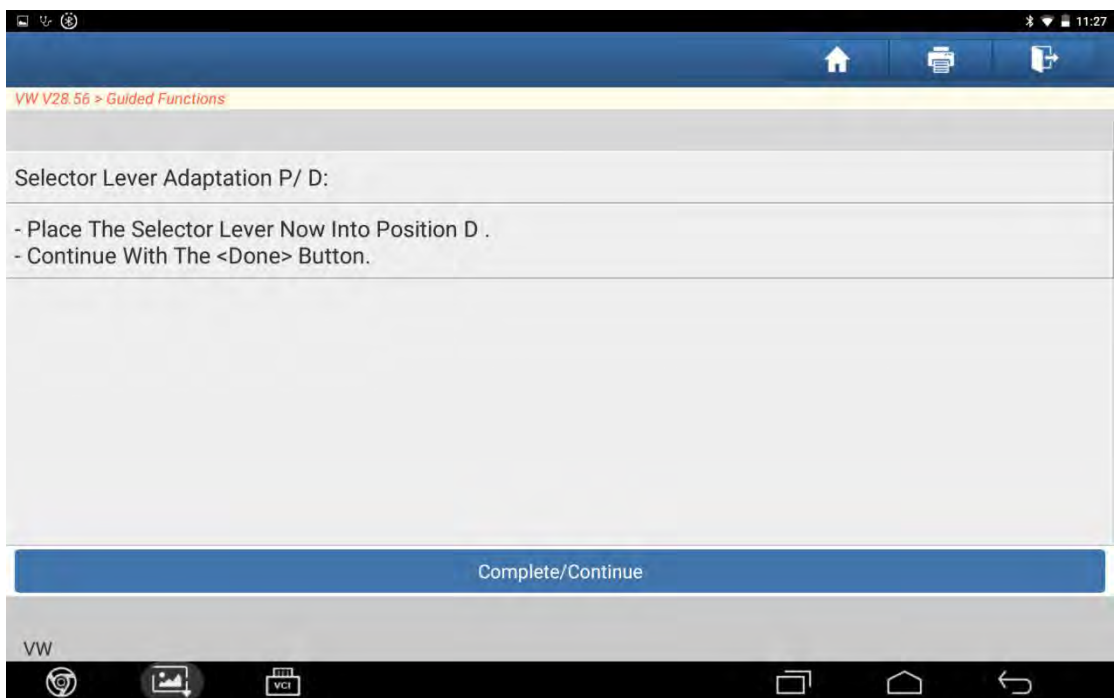 11:27
VW V28.56 > Guided Functions
Selector Lever Adaptation P/ D:
- Place The Selector Lever Now Into Position D .
- Continue With The <Done> Button.
Complete/Continue
VW
VCI